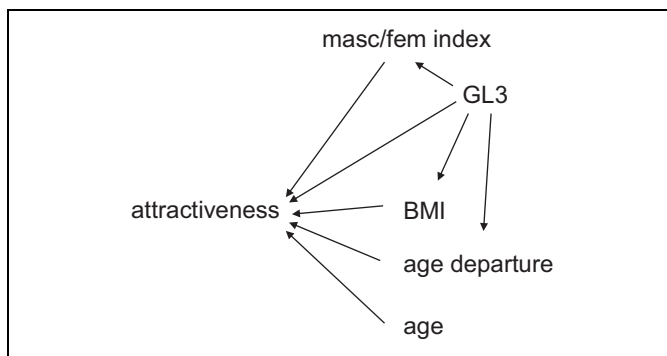 masc/fem index
GL3
attractiveness
BMI
age departure
age